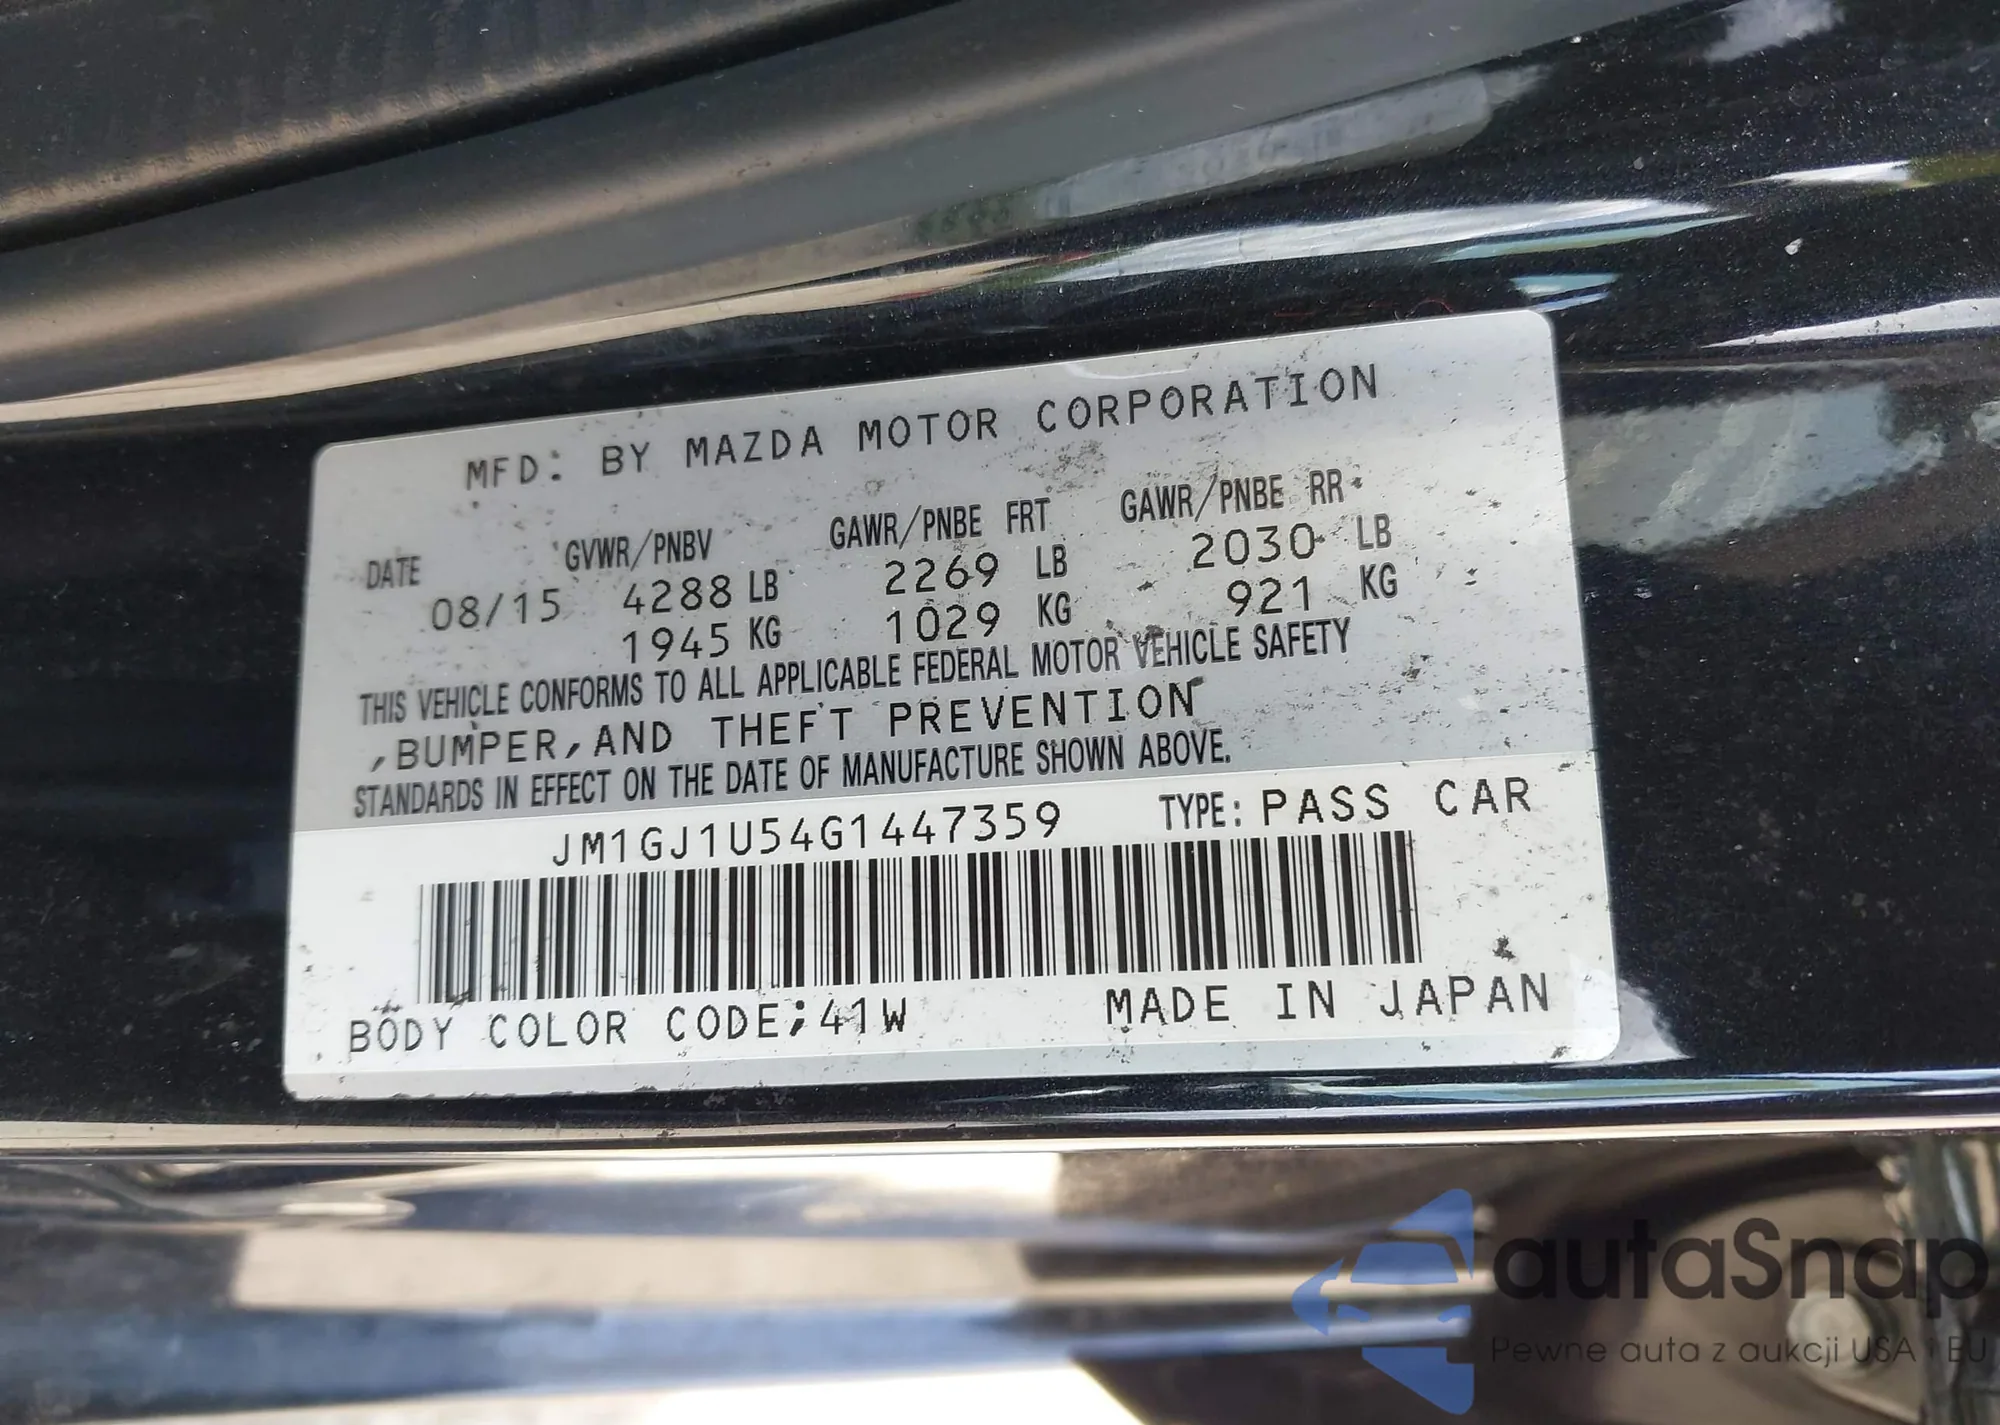 MFD: BY MAZDA MOTOR CORPORATION
DATE GVWR/PNBV GAWR/PNBE FRT GAWR/PNBE RR
08/15 4288 LB 2269 LB 2030 LB
1945 KG 1029 KG 921 KG
THIS VEHICLE CONFORMS TO ALL APPLICABLE FEDERAL MOTOR VEHICLE SAFETY
,BUMPER,AND THEFT PREVENTION
STANDARDS IN EFFECT ON THE DATE OF MANUFACTURE SHOWN ABOVE.
JM1GJ1U54G1447359 TYPE: PASS CAR
BODY COLOR CODE;41W MADE IN JAPAN
autaSnap
Pewne auta z aukcji USA i EU